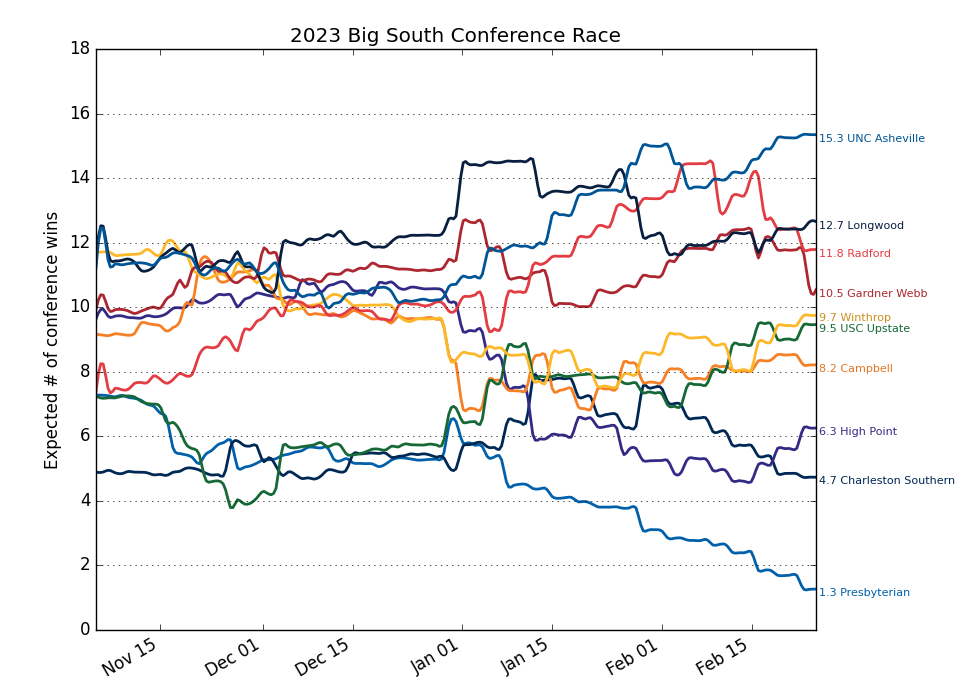 2023 Big South Conference Race
Expected # of conference wins
18
16
14
12
10
8
6
4
2
0
Nov 15
Dec 01
Dec 15
Jan 01
Jan 15
Feb 01
Feb 15
15.3 UNC Asheville
12.7 Longwood
11.8 Radford
10.5 Gardner Webb
9.7 Winthrop
9.5 USC Upstate
8.2 Campbell
6.3 High Point
4.7 Charleston Southern
1.3 Presbyterian